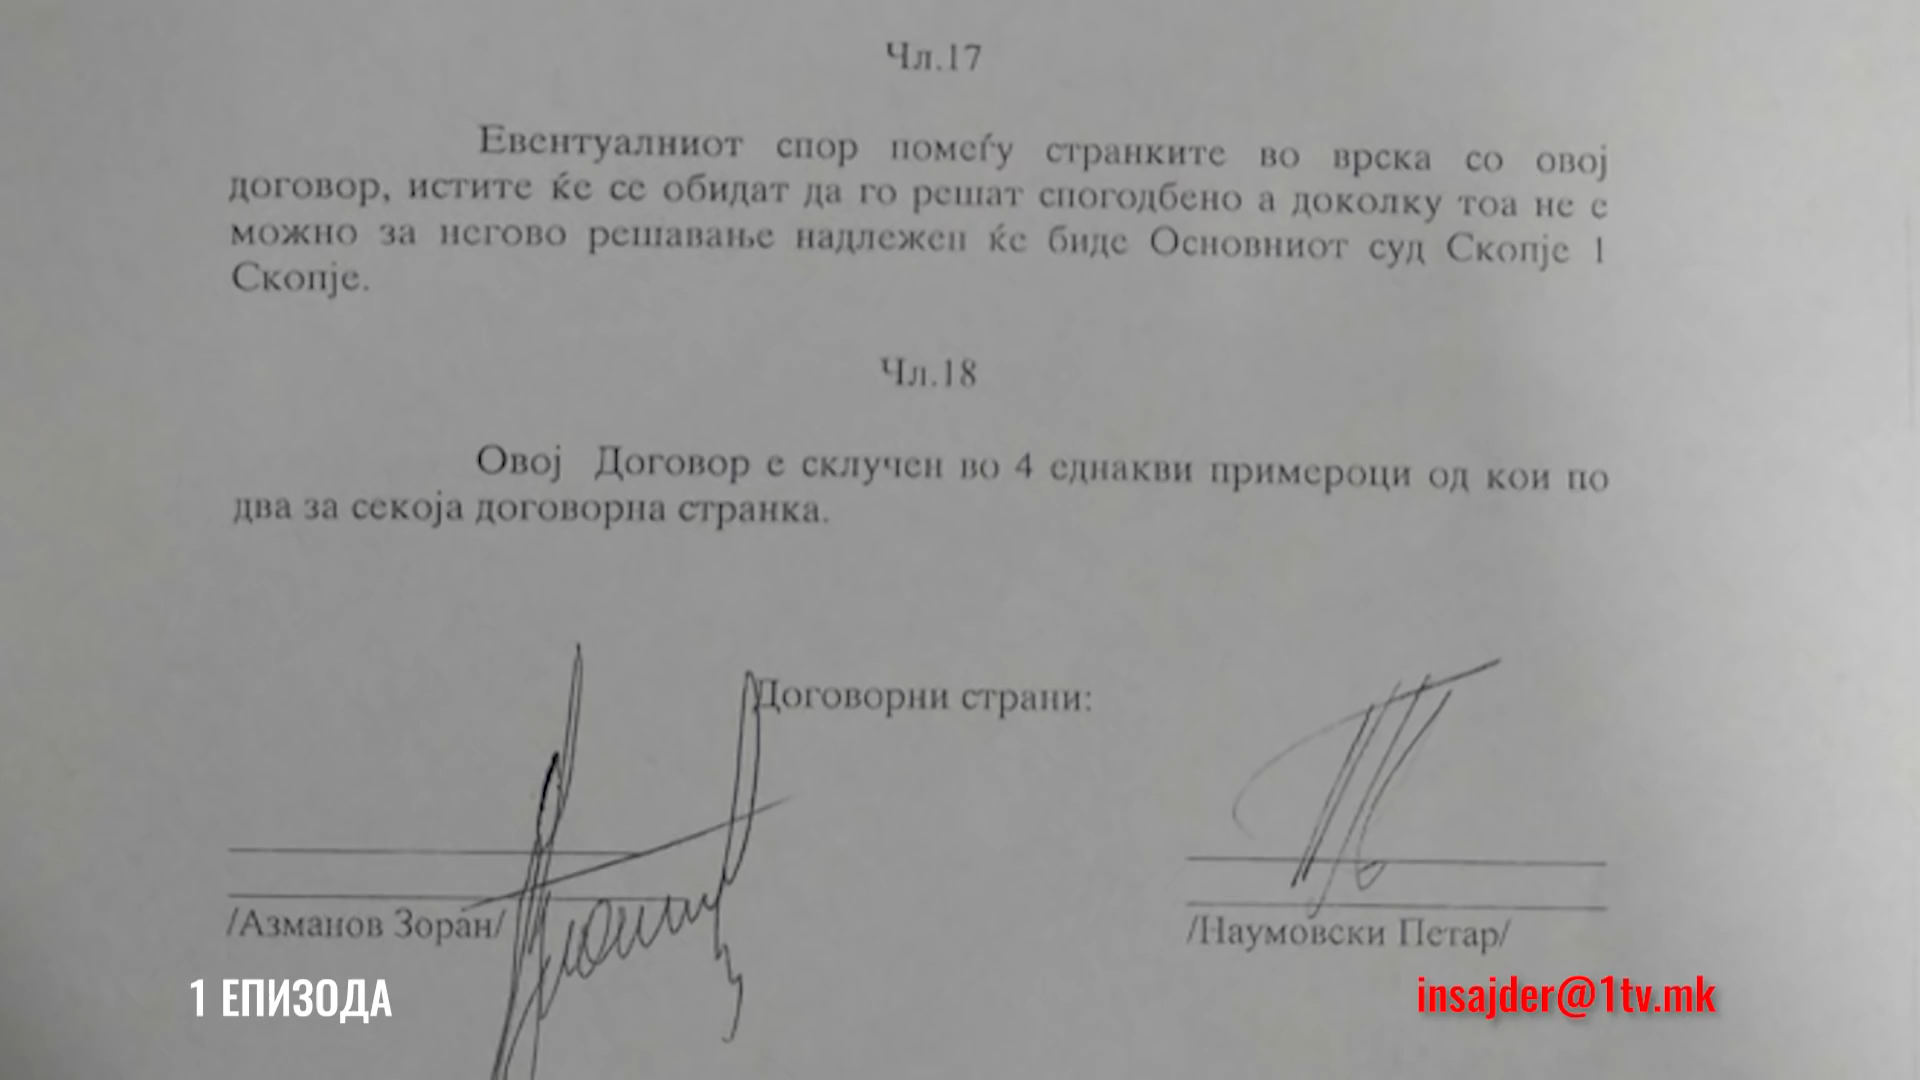 Чл.17
Евентуалниот спор помеѓу странките во врска со овој
договор, истите ќе се обидат да го решат спогодбено а доколку тоа не е
можно за негово решавање надлежен ќе биде Основниот суд Скопје 1
Скопје.
Чл.18
Овој Договор е склучен во 4 еднакви примероци од кои по
два за секоја договорна странка.
Договорни страни:
/Азманов Зоран/
/Наумовски Петар/
1 ЕПИЗОДА
insajder@1tv.mk